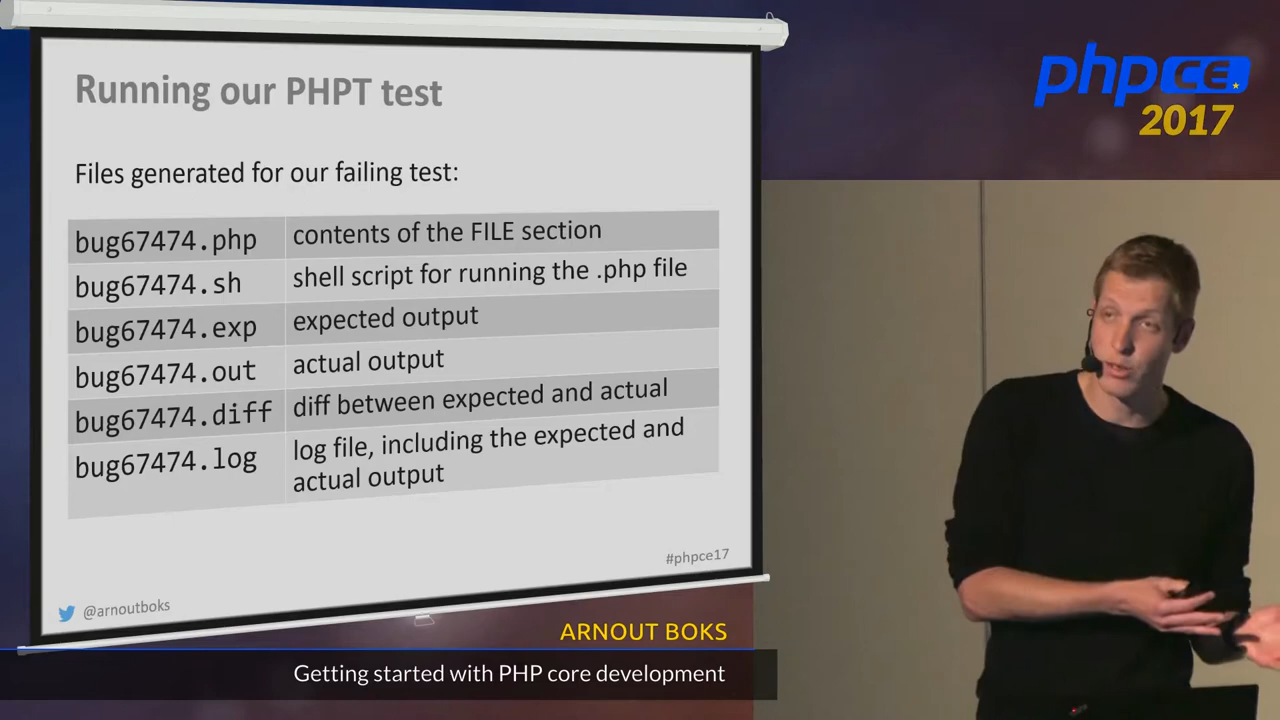 Running our PHPT test
Files generated for our failing test:
bug67474.php contents of the FILE section
bug67474.sh shell script for running the .php file
bug67474.exp expected output
bug67474.out actual output
bug67474.diff diff between expected and actual
bug67474.log log file, including the expected and
actual output
#phpce17
@arnoutboks
phpCE
2017
ARNOUT BOKS
Getting started with PHP core development